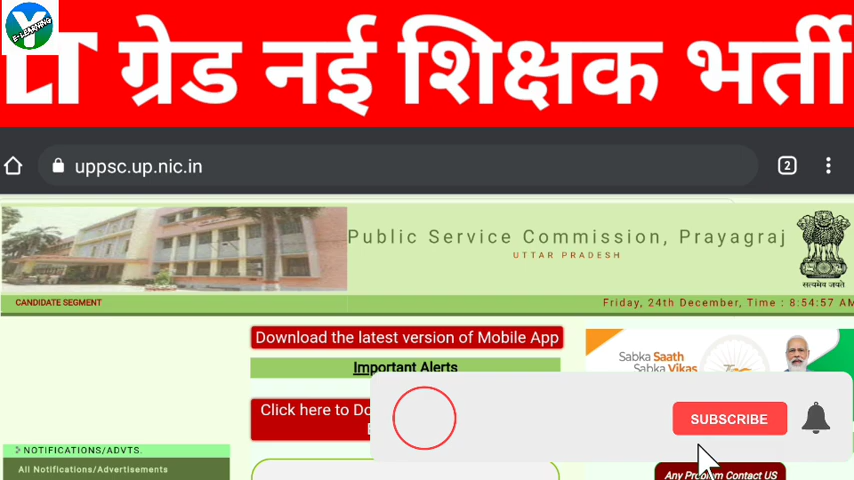 E-LEARNING
LT ग्रेड नई शिक्षक भर्ती
uppsc.up.nic.in
2
Public Service Commission, Prayagraj
UTTAR PRADESH
सत्यमेव जयते
CANDIDATE SEGMENT
Friday, 24th December, Time : 8:54:57 AM
Download the latest version of Mobile App
Important Alerts
Sabka Saath
Sabka Vikas
Click here to Do
SUBSCRIBE
NOTIFICATIONS/ADVTS.
All Notifications/Advertisements
Any Problem Contact US